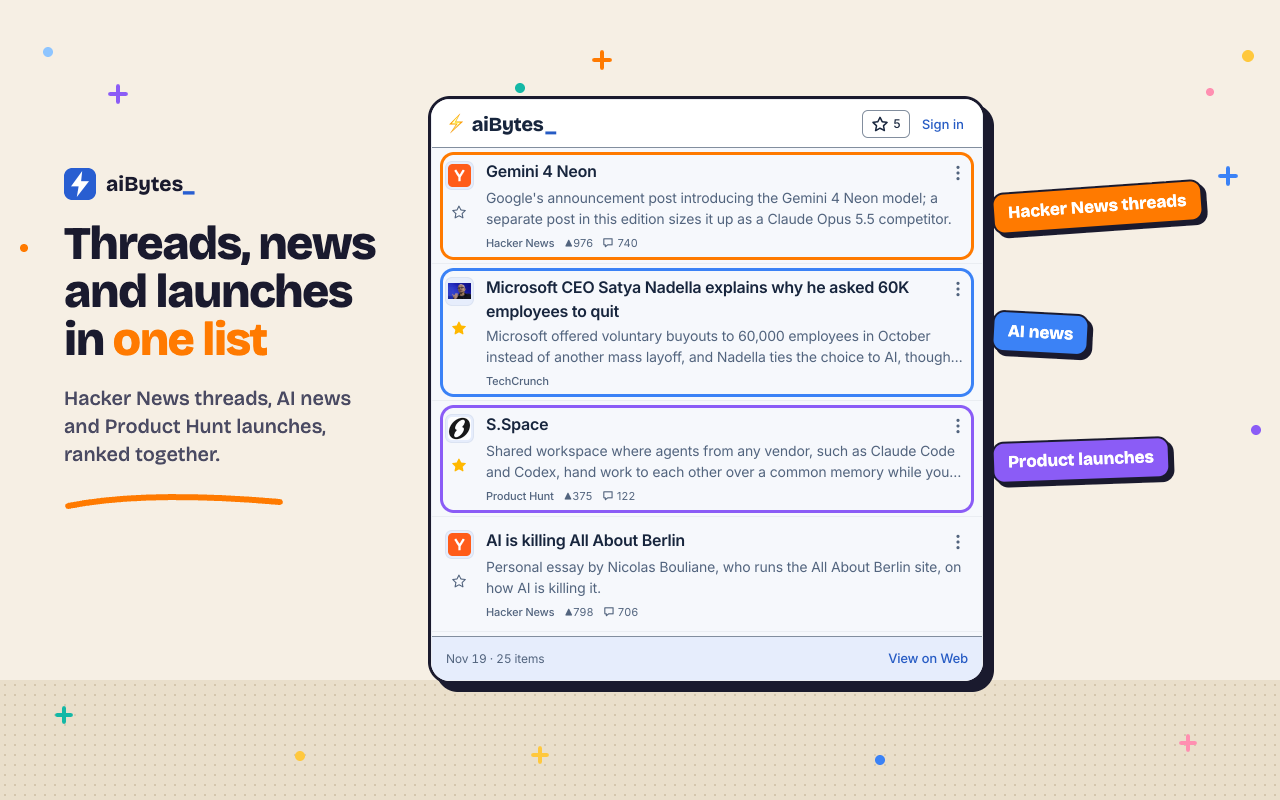 aiBytes_
Threads, news
and launches
in one list
Hacker News threads, AI news
and Product Hunt launches,
ranked together.
aiBytes_
5
Sign in
Gemini 4 Neon
Google's announcement post introducing the Gemini 4 Neon model; a
separate post in this edition sizes it up as a Claude Opus 5.5 competitor.
Hacker News ▲976 740
Microsoft CEO Satya Nadella explains why he asked 60K
employees to quit
Microsoft offered voluntary buyouts to 60,000 employees in October
instead of another mass layoff, and Nadella ties the choice to AI, though...
TechCrunch
S.Space
Shared workspace where agents from any vendor, such as Claude Code
and Codex, hand work to each other over a common memory while you...
Product Hunt ▲375 122
AI is killing All About Berlin
Personal essay by Nicolas Bouliane, who runs the All About Berlin site, on
how AI is killing it.
Hacker News ▲798 706
Nov 19 · 25 items
View on Web
Hacker News threads
AI news
Product launches